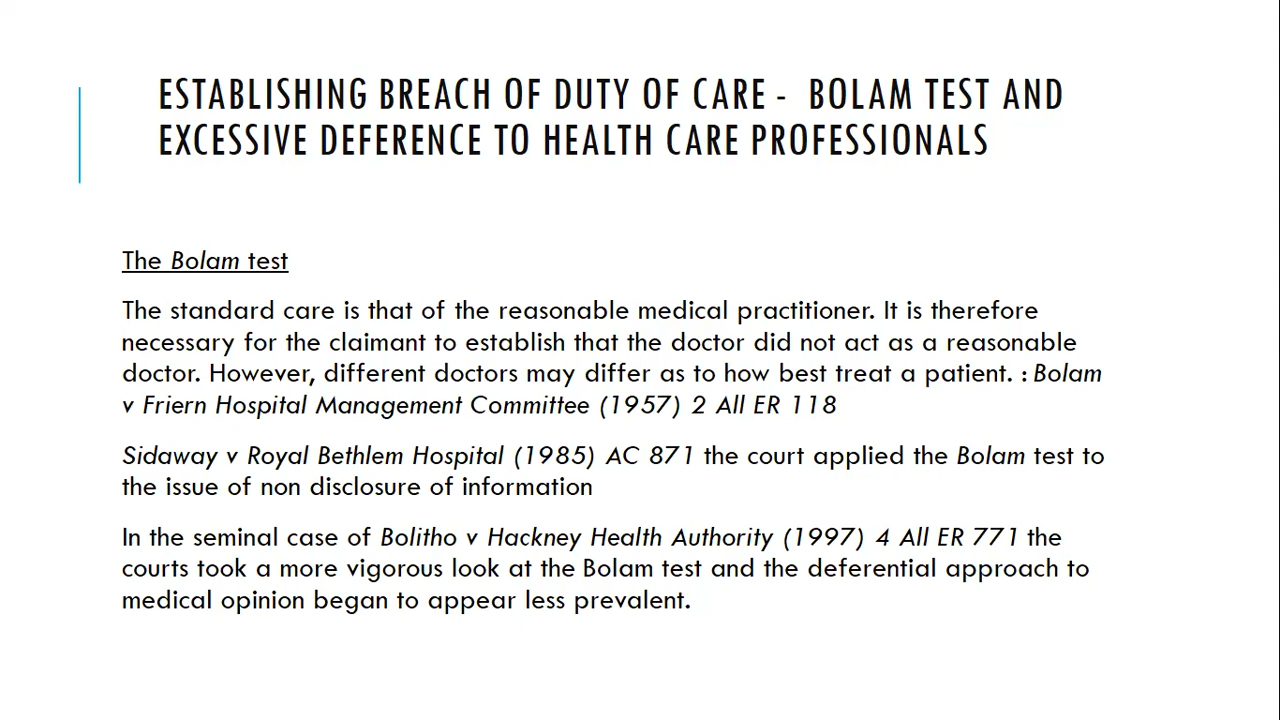 ESTABLISHING BREACH OF DUTY OF CARE - BOLAM TEST AND
EXCESSIVE DEFERENCE TO HEALTH CARE PROFESSIONALS
The Bolam test
The standard care is that of the reasonable medical practitioner. It is therefore
necessary for the claimant to establish that the doctor did not act as a reasonable
doctor. However, different doctors may differ as to how best treat a patient. : Bolam
v Friern Hospital Management Committee (1957) 2 All ER 118
Sidaway v Royal Bethlem Hospital (1985) AC 871 the court applied the Bolam test to
the issue of non disclosure of information
In the seminal case of Bolitho v Hackney Health Authority (1997) 4 All ER 771 the
courts took a more vigorous look at the Bolam test and the deferential approach to
medical opinion began to appear less prevalent.